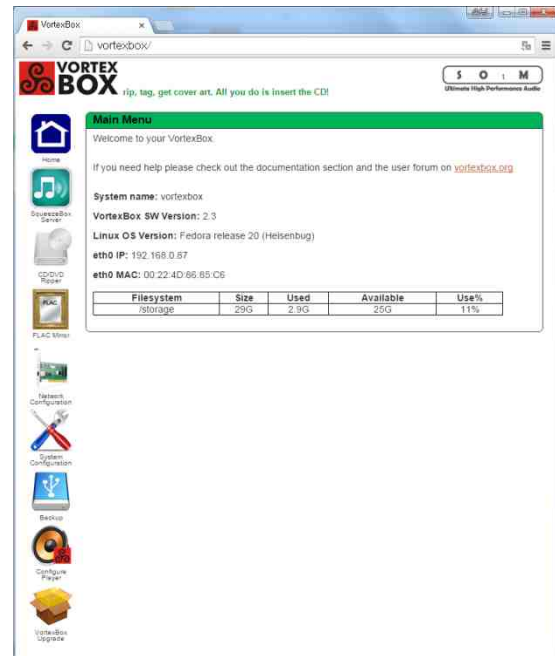 VortexBox
vortexbox/
VORTEX
BOX
rip, tag, get cover art, All you do is insert the CD!
S O t M
Ultimate High Performance Audio
Home
SqueezeBox
Server
CD/DVD
Ripper
FLAC
FLAC Mirror
Network
Configuration
System
Configuration
Backup
Configure
Player
VortexBox
Upgrade
Main Menu
Welcome to your VortexBox
If you need help please check out the documentation section and the user forum on vortexbox.org
System name: vortexbox
VortexBox SW Version: 2.3
Linux OS Version: Fedora release 20 (Heisenbug)
eth0 IP: 192.168.0.67
eth0 MAC: 00:22:4D:66:85:C6
Filesystem Size Used Available Use%
/storage 29G 2.9G 25G 11%